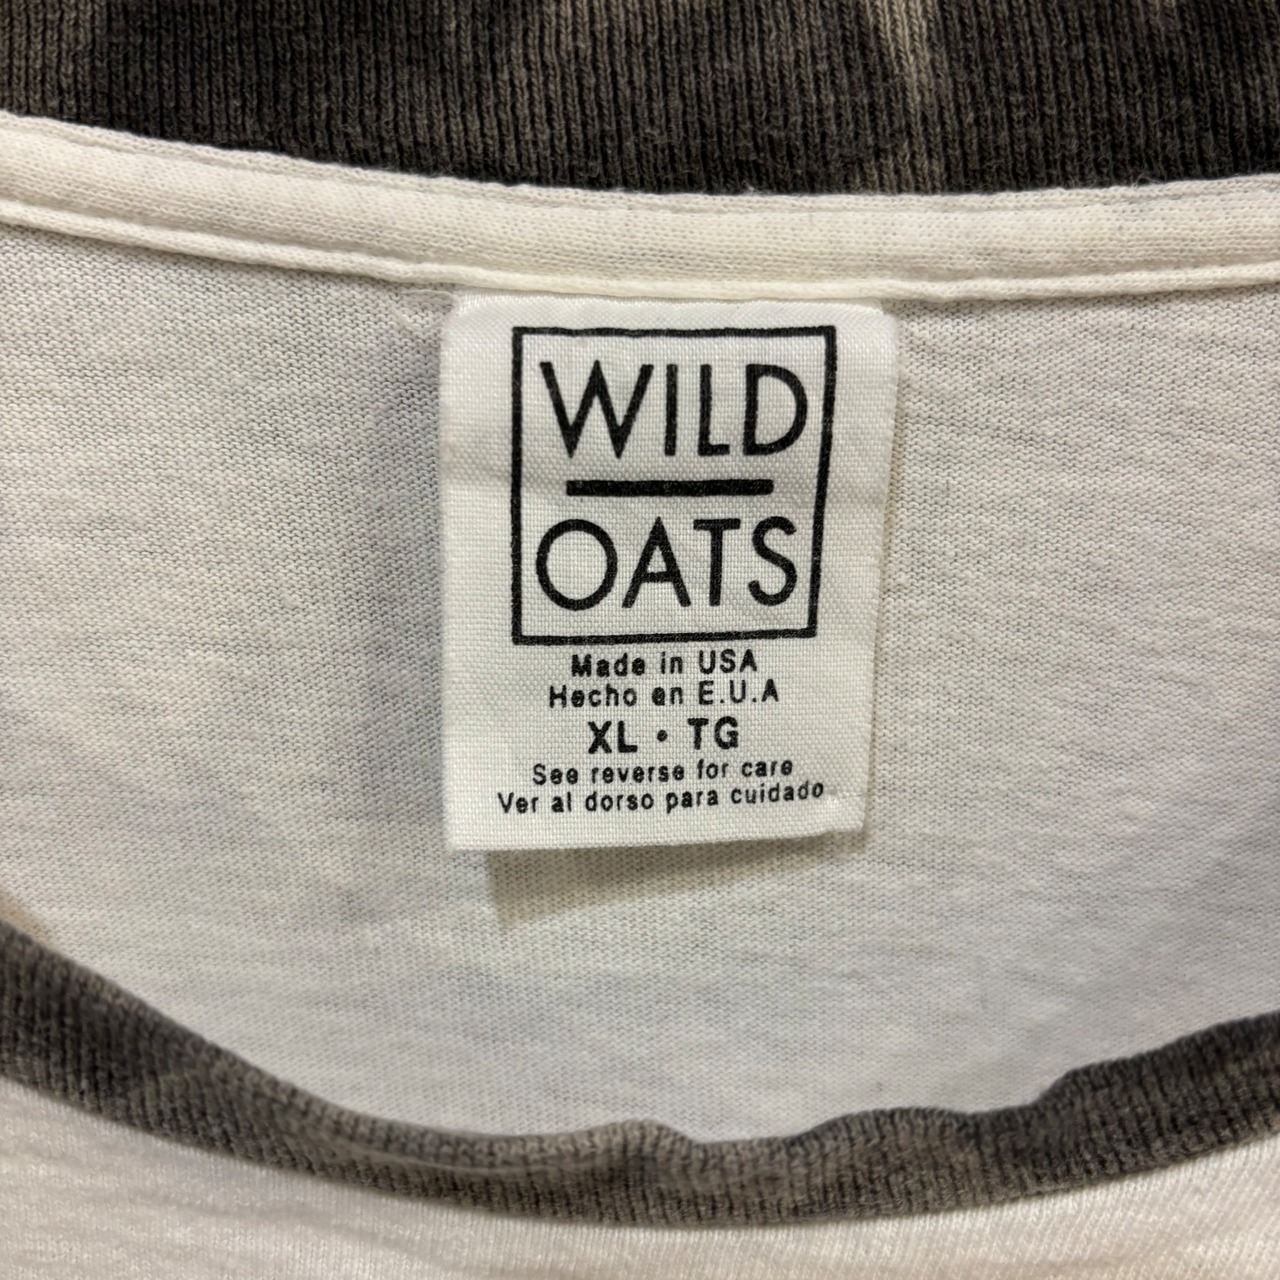 WILD
OATS
Made in USA
Hecho en E.U.A
XL • TG
See reverse for care
Ver al dorso para cuidado